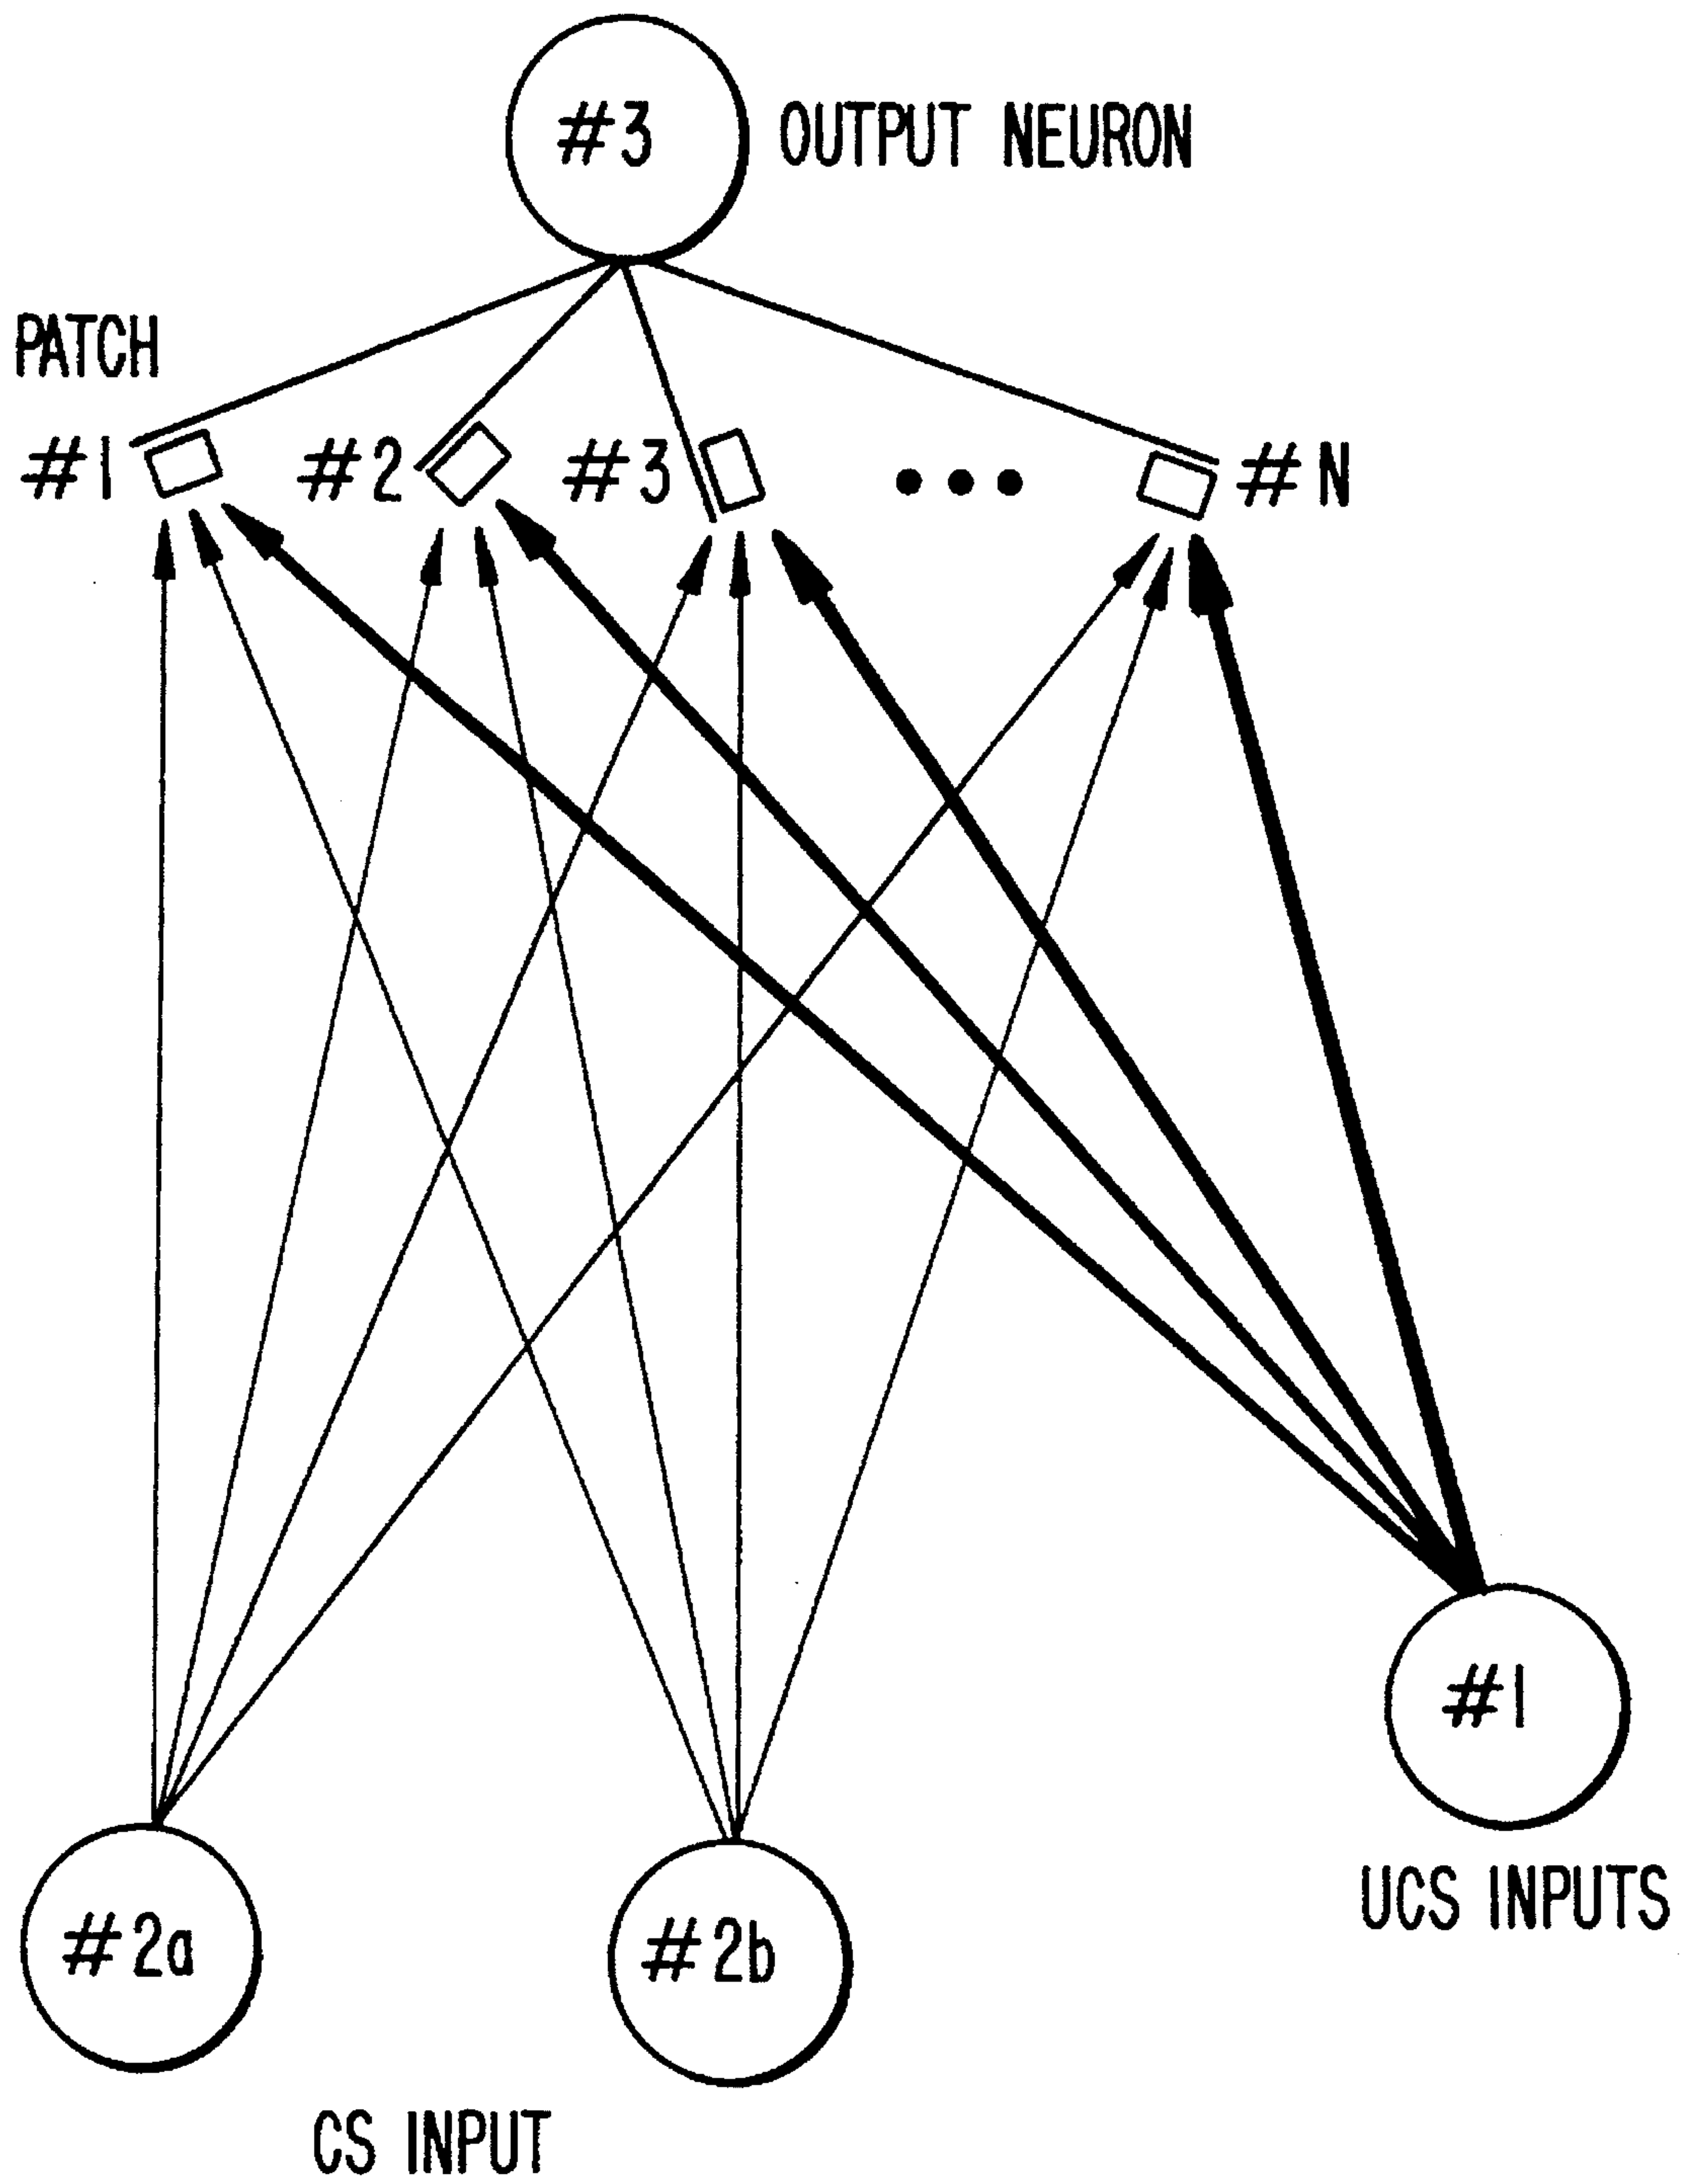 #3 OUTPUT NEURON
PATCH
#1 #2 #3 ••• #N
#1
UCS INPUTS
#2a #2b
CS INPUT